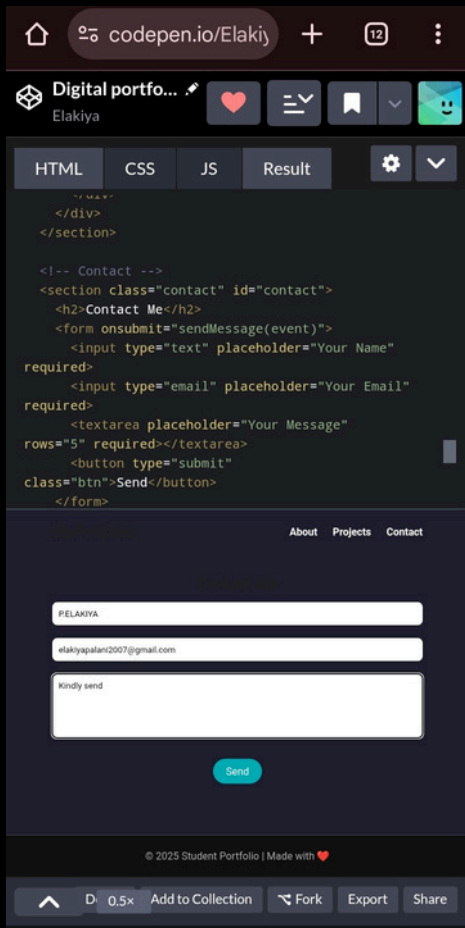 codepen.io/Elakiy
12
Digital portfo...
Elakiya
HTML CSS JS Result
</div>
</div>
</section>
<!-- Contact -->
<section class="contact" id="contact">
<h2>Contact Me</h2>
<form onsubmit="sendMessage(event)">
<input type="text" placeholder="Your Name"
required>
<input type="email" placeholder="Your Email"
required>
<textarea placeholder="Your Message"
rows="5" required></textarea>
<button type="submit"
class="btn">Send</button>
</form>
About Projects Contact
P.ELAKIYA
elakiyapalani2007@gmail.com
Kindly send
Send
© 2025 Student Portfolio | Made with ❤️
0.5× Add to Collection Fork Export Share